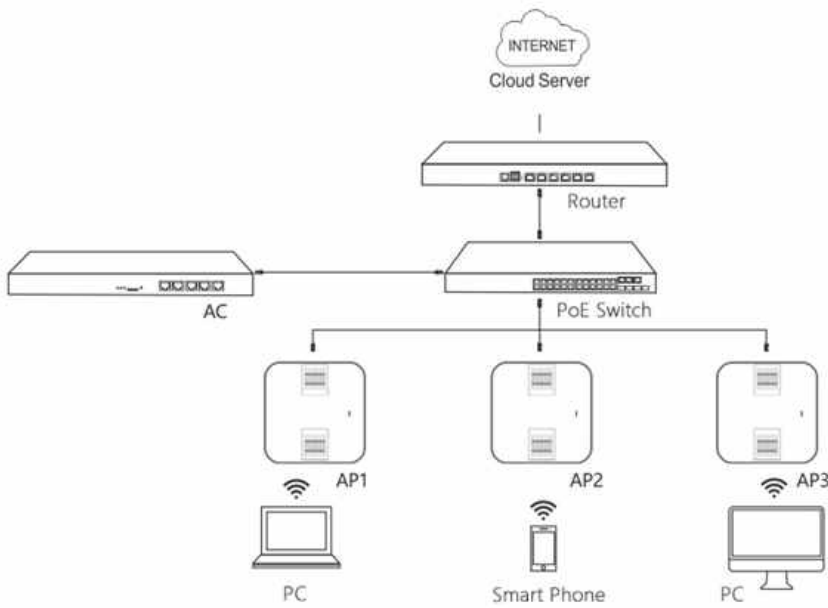 INTERNET
Cloud Server
Router
AC
PoE Switch
AP1
AP2
AP3
PC
Smart Phone
PC